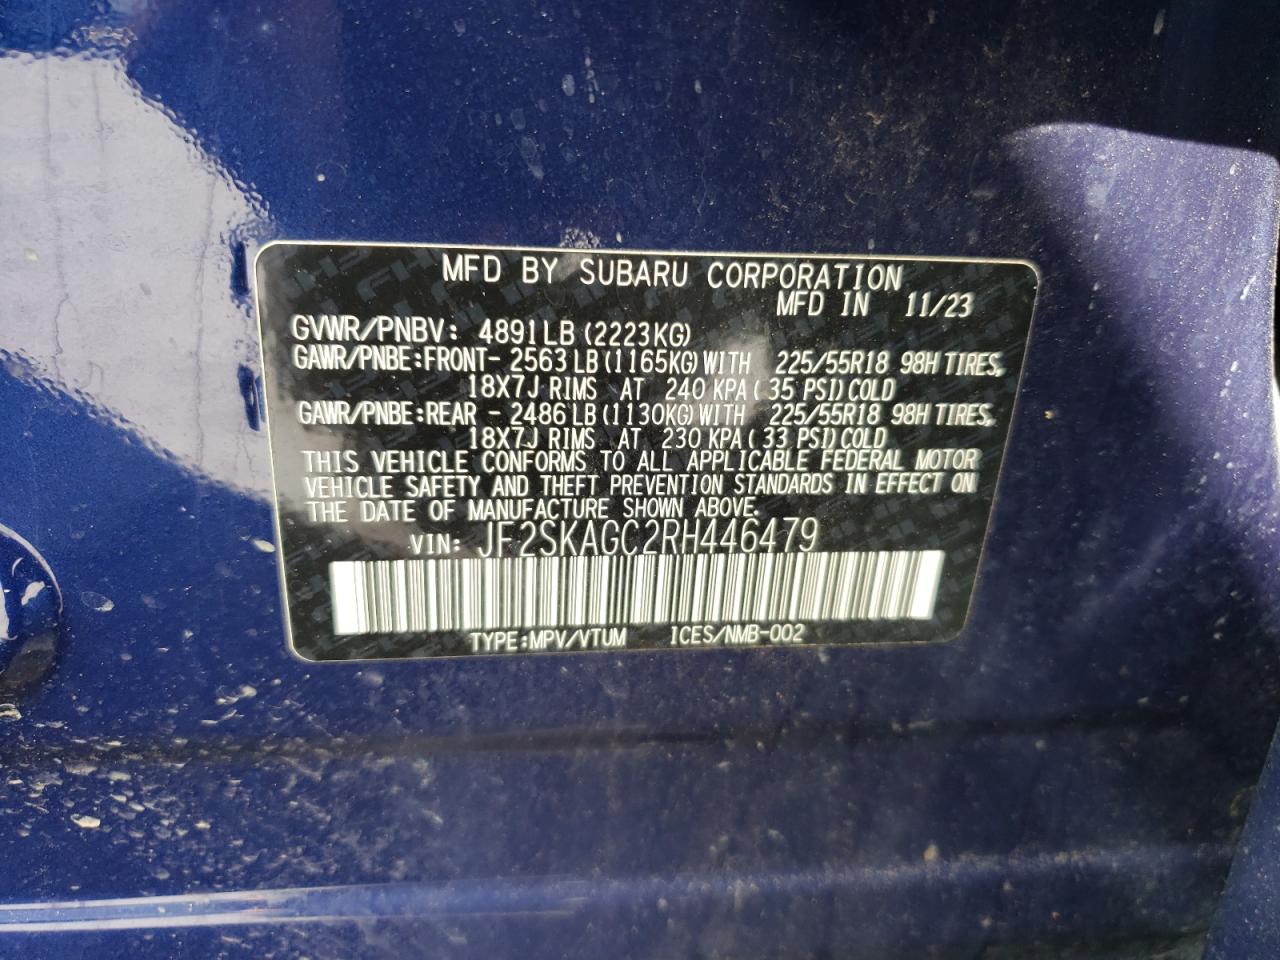 MFD BY SUBARU CORPORATION
MFD IN 11/23
GVWR/PNBV: 4891LB (2223KG)
GAWR/PNBE:FRONT- 2563 LB (1165KG) WITH 225/55R18 98H TIRES,
18X7J RIMS AT 240 KPA ( 35 PSI) COLD
GAWR/PNBE:REAR - 2486 LB (1130KG) WITH 225/55R18 98H TIRES,
18X7J RIMS AT 230 KPA ( 33 PSI) COLD
THIS VEHICLE CONFORMS TO ALL APPLICABLE FEDERAL MOTOR
VEHICLE SAFETY AND THEFT PREVENTION STANDARDS IN EFFECT ON
THE DATE OF MANUFACTURE SHOWN ABOVE.
VIN: JF2SKAGC2RH446479
TYPE:MPV/VTUM ICES/NMB-002